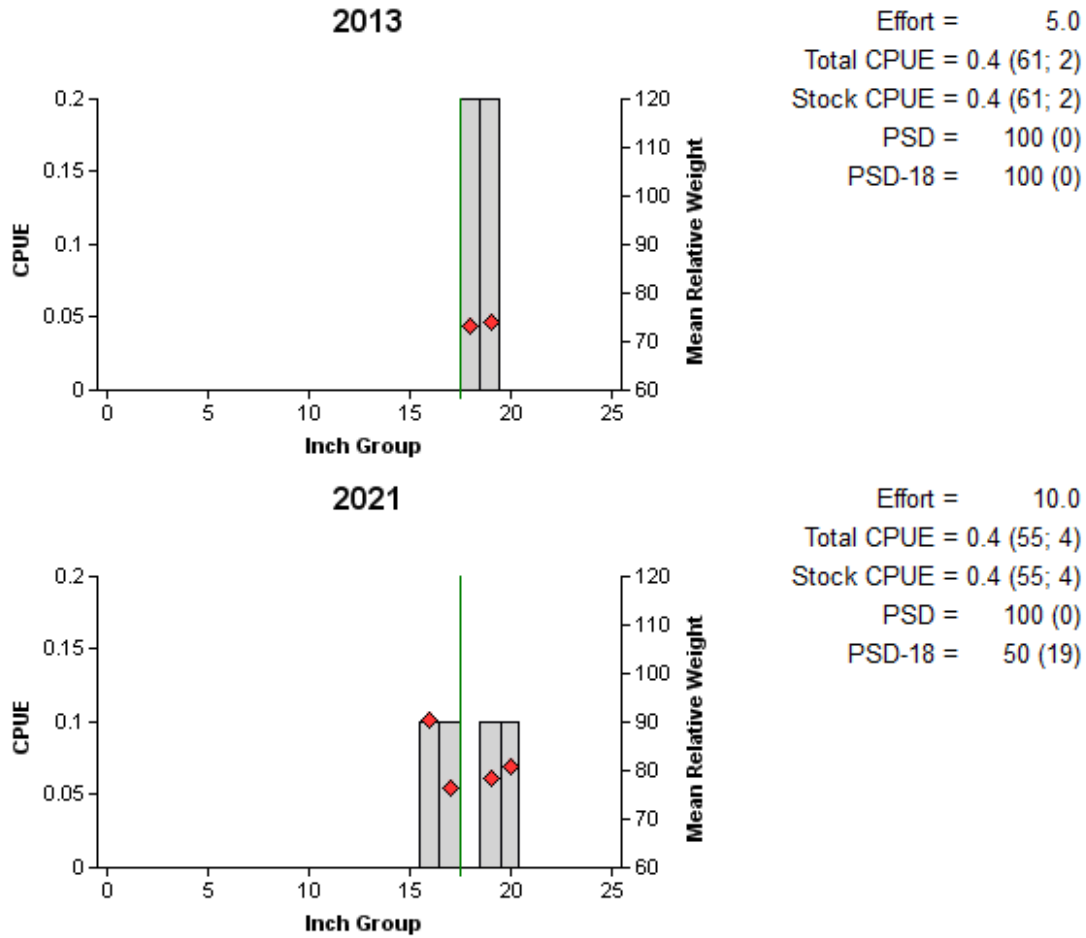 2013
Effort = 5.0
Total CPUE = 0.4 (61; 2)
Stock CPUE = 0.4 (61; 2)
PSD = 100 (0)
PSD-18 = 100 (0)
CPUE
0.2
0.15
0.1
0.05
0
120
110
100
90
80
70
60
Mean Relative Weight
0 5 10 15 20 25
Inch Group
2021
Effort = 10.0
Total CPUE = 0.4 (55; 4)
Stock CPUE = 0.4 (55; 4)
PSD = 100 (0)
PSD-18 = 50 (19)
CPUE
0.2
0.15
0.1
0.05
0
120
110
100
90
80
70
60
Mean Relative Weight
0 5 10 15 20 25
Inch Group